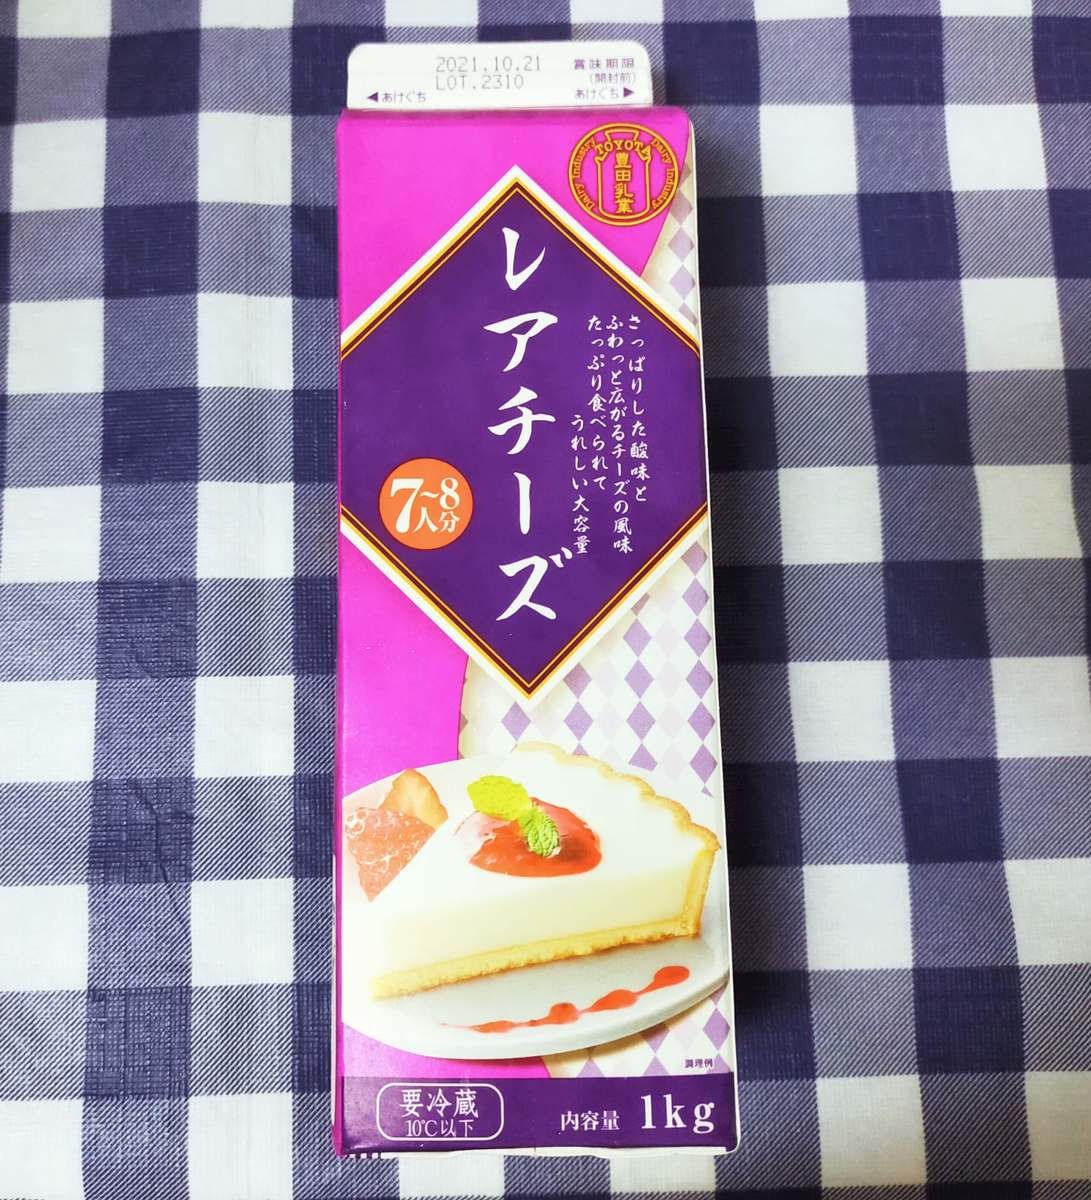 2021.10.21
LOT.2310
賞味期限
(開封前)
◀あけぐち
あけぐち▶
TOYOTA
Dairy Industry
Dairy Industry
豊田乳業
レアチーズ
さっぱりした酸味と
ふわっと広がるチーズの風味
たっぷり食べられて
うれしい大容量
7~8
人分
調理例
要冷蔵
10℃以下
内容量 1kg